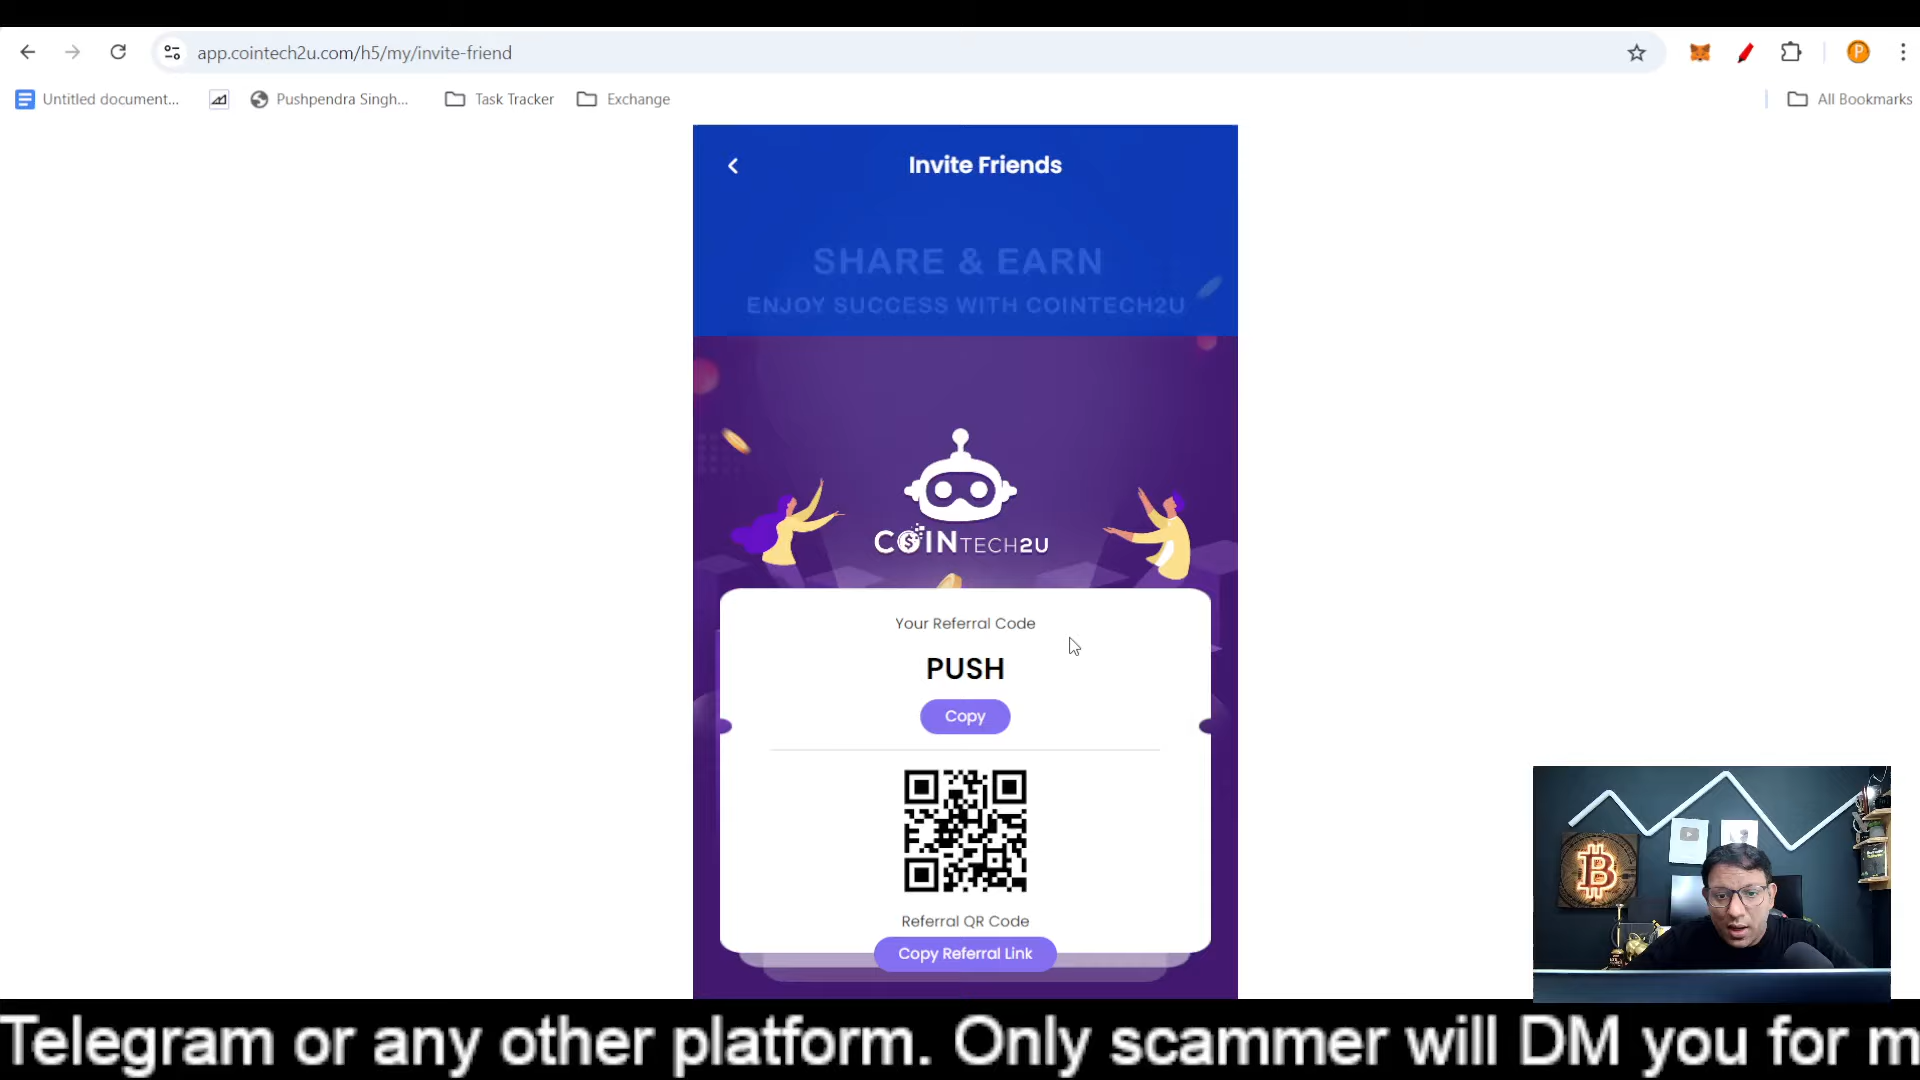 app.cointech2u.com/h5/my/invite-friend
P
Untitled document...
Pushpendra Singh...
Task Tracker
Exchange
All Bookmarks
Invite Friends
SHARE & EARN
ENJOY SUCCESS WITH COINTECH2U
COINTECH2U
Your Referral Code
PUSH
Copy
Referral QR Code
Copy Referral Link
Telegram or any other platform. Only scammer will DM you for m